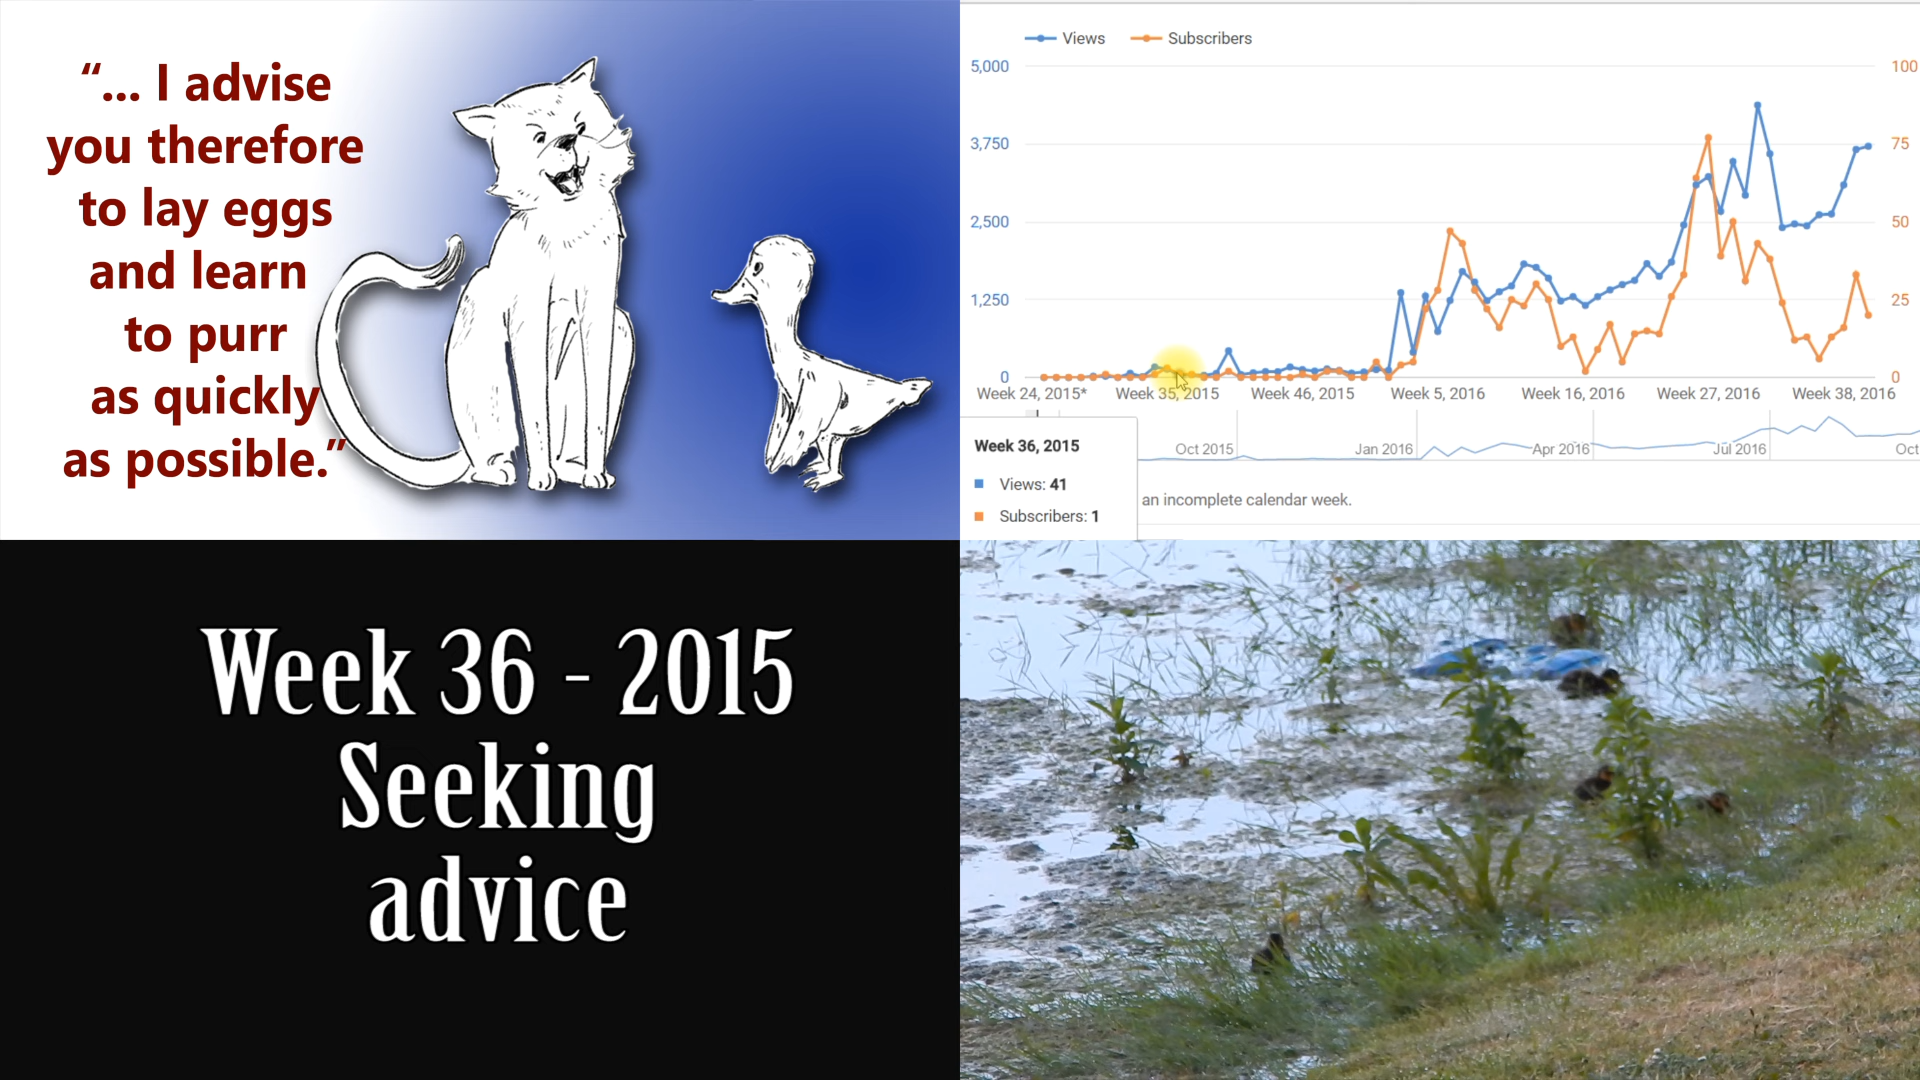 “... I advise
you therefore
to lay eggs
and learn
to purr
as quickly
as possible.”
Views Subscribers
5,000 100
3,750 75
2,500 50
1,250 25
0 0
Week 24, 2015* Week 35, 2015 Week 46, 2015 Week 5, 2016 Week 16, 2016 Week 27, 2016 Week 38, 2016
Oct 2015 Jan 2016 Apr 2016 Jul 2016 Oct
Week 36, 2015
Views: 41
an incomplete calendar week.
Subscribers: 1
Week 36 - 2015
Seeking
advice